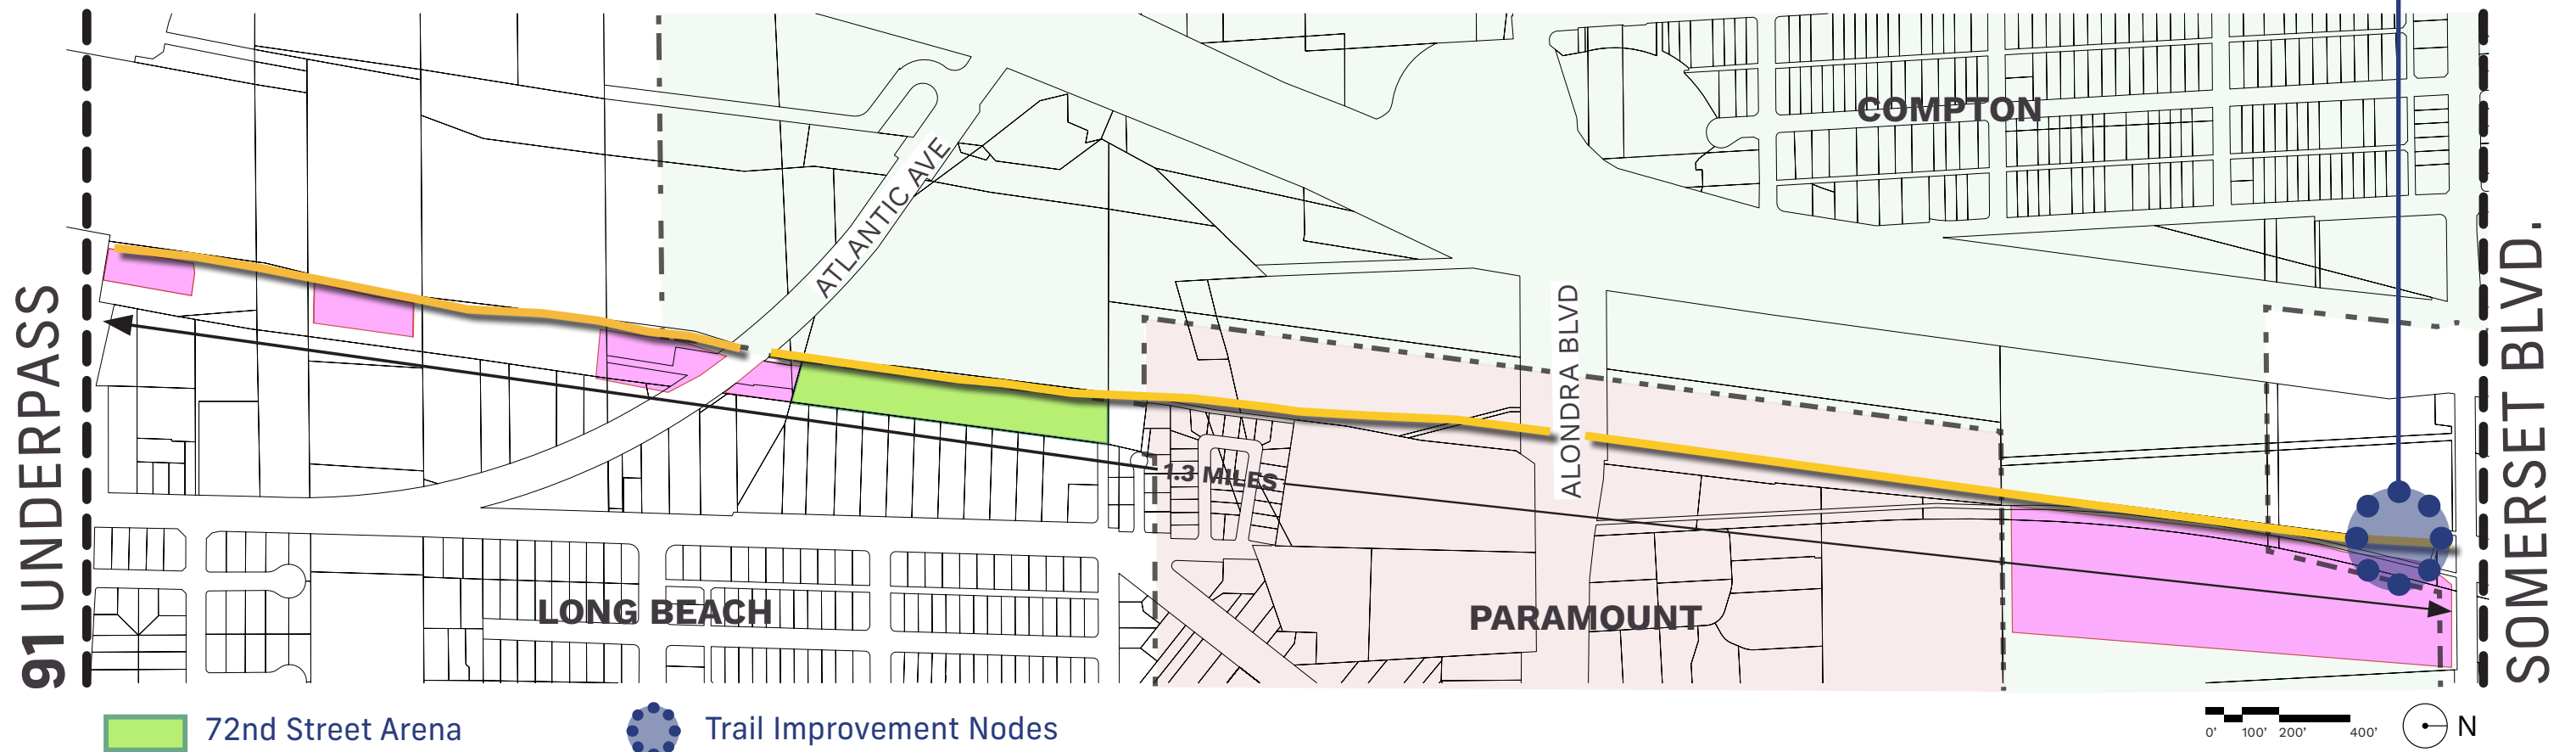 COMPTON
ATLANTIC AVE
ALONDRA BLVD
91 UNDERPASS
SOMERSET BLVD.
1.3 MILES
LONG BEACH
PARAMOUNT
72nd Street Arena
Trail Improvement Nodes
0' 100' 200' 400'
N